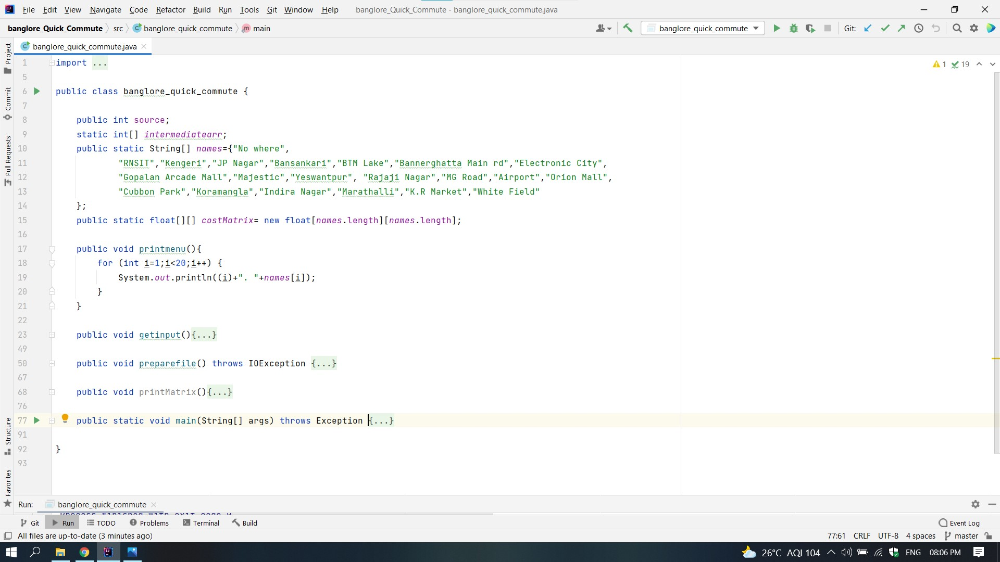 File Edit View Navigate Code Refactor Build Run Tools Git Window Help banglore_Quick_Commute - banglore_quick_commute.java
banglore_Quick_Commute src banglore_quick_commute m main banglore_quick_commute Git:
banglore_quick_commute.java
Project
Commit
Pull Requests
Structure
Favorites
1 19
1 import ...
5
6 public class banglore_quick_commute {
7
8 public int source;
9 static int[] intermediatearr;
10 public static String[] names={"No where",
11 "RNSIT","Kengeri","JP Nagar","Bansankari","BTM Lake","Bannerghatta Main rd","Electronic City",
12 "Gopalan Arcade Mall","Majestic","Yeswantpur", "Rajaji Nagar","MG Road","Airport","Orion Mall",
13 "Cubbon Park","Koramangla","Indira Nagar","Marathalli","K.R Market","White Field"
14 };
15 public static float[][] costMatrix= new float[names.length][names.length];
16
17 public void printmenu(){
18 for (int i=1;i<20;i++) {
19 System.out.println((i)+". "+names[i]);
20 }
21 }
22
23 public void getinput(){...}
49
50 public void preparefile() throws IOException {...}
67
68 public void printMatrix(){...}
76
77 public static void main(String[] args) throws Exception {...}
91
92 }
93
Run: banglore_quick_commute
Git Run TODO Problems Terminal Build Event Log
All files are up-to-date (3 minutes ago) 77:61 CRLF UTF-8 4 spaces master
26°C AQI 104 ENG 08:06 PM